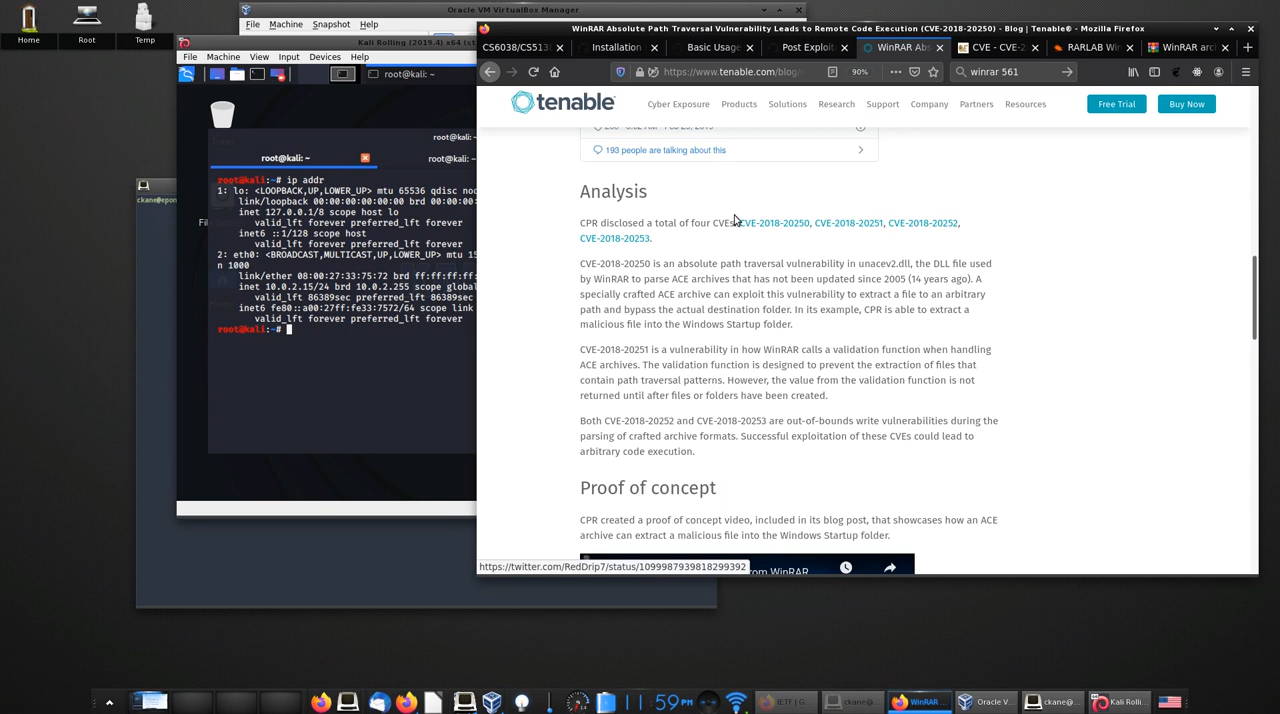 Oracle VM VirtualBox Manager
File Machine Snapshot Help
Home Root Temp
Kali Rolling (2019.4) x64
File Machine View Input Devices Help
root@kali: ~
root@kali:
root@kali: ~
root@kali:
ckane@
root@kali:~# ip addr
1: lo: <LOOPBACK,UP,LOWER_UP> mtu 65536 qdisc
link/loopback 00:00:00:00:00:00 brd 00:00:00:
inet 127.0.0.1/8 scope host lo
valid_lft forever preferred_lft forever
inet6 ::1/128 scope host
valid_lft forever preferred_lft forever
2: eth0: <BROADCAST,MULTICAST,UP,LOWER_UP> mtu
n 1000
link/ether 08:00:27:33:75:72 brd ff:ff:ff:ff:
inet 10.0.2.15/24 brd 10.0.2.255 scope global
valid_lft 86389sec preferred_lft 86389sec
inet6 fe80::a00:27ff:fe33:7572/64 scope link
valid_lft forever preferred_lft forever
root@kali:~#
WinRAR Absolute Path Traversal Vulnerability Leads to Remote Code Execution (CVE-2018-20250) - Blog | Tenable® - Mozilla Firefox
CS6038/CS513 Installation Basic Usage Post Exploit WinRAR Abs CVE - CVE-2 RARLAB Win WinRAR arc
https://www.tenable.com/blog/ 90% winrar 561
tenable Cyber Exposure Products Solutions Research Support Company Partners Resources Free Trial Buy Now
193 people are talking about this
Analysis
CPR disclosed a total of four CVEs: CVE-2018-20250, CVE-2018-20251, CVE-2018-20252,
CVE-2018-20253.
CVE-2018-20250 is an absolute path traversal vulnerability in unacev2.dll, the DLL file used
by WinRAR to parse ACE archives that has not been updated since 2005 (14 years ago). A
specially crafted ACE archive can exploit this vulnerability to extract a file to an arbitrary
path and bypass the actual destination folder. In its example, CPR is able to extract a
malicious file into the Windows Startup folder.
CVE-2018-20251 is a vulnerability in how WinRAR calls a validation function when handling
ACE archives. The validation function is designed to prevent the extraction of files that
contain path traversal patterns. However, the value from the validation function is not
returned until after files or folders have been created.
Both CVE-2018-20252 and CVE-2018-20253 are out-of-bounds write vulnerabilities during the
parsing of crafted archive formats. Successful exploitation of these CVEs could lead to
arbitrary code execution.
Proof of concept
CPR created a proof of concept video, included in its blog post, that showcases how an ACE
archive can extract a malicious file into the Windows Startup folder.
https://twitter.com/RedDrip7/status/1099987939818299392
from WinRAR
:59PM IETF | G ckane@ WinRAR ... Oracle V... ckane@... Kali Rolli...